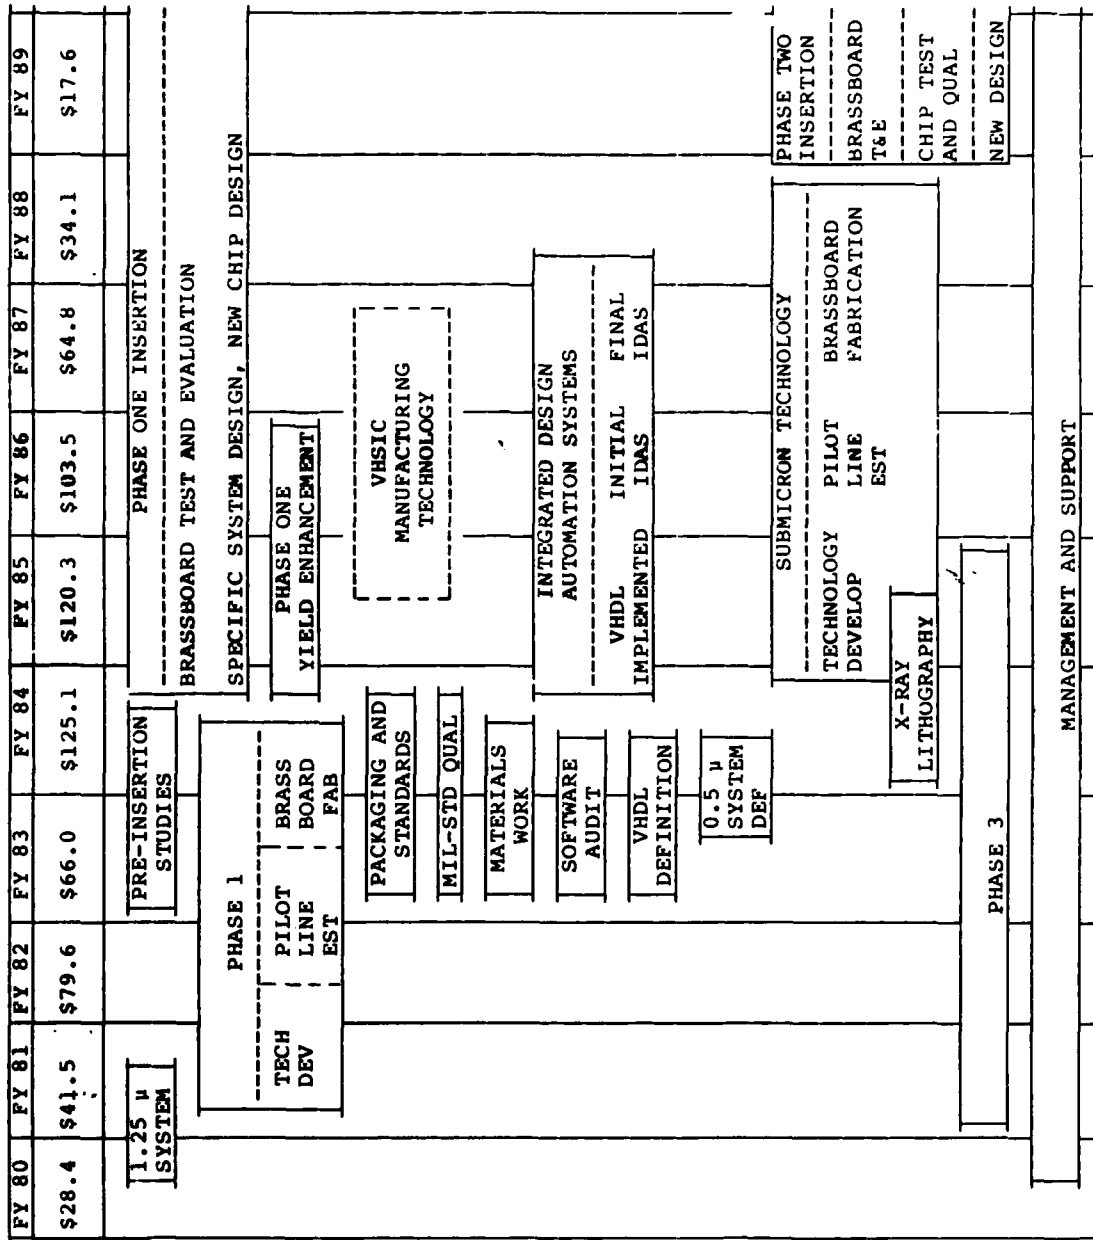 FY 80 FY 81 FY 82 FY 83 FY 84 FY 85 FY 86 FY 87 FY 88 FY 89
$28.4 $41.5 $79.6 $66.0 $125.1 $120.3 $103.5 $64.8 $34.1 $17.6
1.25 μ
SYSTEM
PRE-INSERTION
STUDIES
PHASE ONE INSERTION
BRASSBOARD TEST AND EVALUATION
SPECIFIC SYSTEM DESIGN, NEW CHIP DESIGN
PHASE 1
TECH
DEV
PILOT
LINE
EST
BRASS
BOARD
FAB
PHASE ONE
YIELD ENHANCEMENT
PACKAGING AND
STANDARDS
VHSIC
MANUFACTURING
TECHNOLOGY
MIL-STD QUAL
MATERIALS
WORK
SOFTWARE
AUDIT
INTEGRATED DESIGN
AUTOMATION SYSTEMS
VHDL
IMPLEMENTED
INITIAL
IDAS
FINAL
IDAS
VHDL
DEFINITION
0.5 μ
SYSTEM
DEF
SUBMICRON TECHNOLOGY
TECHNOLOGY
DEVELOP
PILOT
LINE
EST
BRASSBOARD
FABRICATION
PHASE TWO
INSERTION
BRASSBOARD
T&E
CHIP TEST
AND QUAL
NEW DESIGN
X-RAY
LITHOGRAPHY
PHASE 3
MANAGEMENT AND SUPPORT